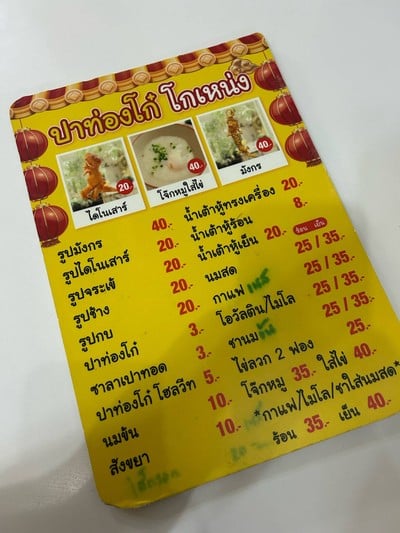 ปาท่องโก๋ โกเหน่ง
20.-
ไดโนเสาร์
40.-
โจ๊กหมูใส่ไข่
40.-
มังกร
รูปมังกร 40.-
รูปไดโนเสาร์ 20.-
รูปจระเข้ 20.-
รูปช้าง 20.-
รูปกบ 20.-
ปาท่องโก๋ 3.-
ซาลาเปาทอด 3.-
ปาท่องโก๋ โฮลวีท 5.-
นมข้น 10.-
สังขยา 10.-
น้ำเต้าหู้ทรงเครื่อง 20.-
น้ำเต้าหู้ร้อน 8.-
น้ำเต้าหู้เย็น 20.-
ร้อน เย็น
นมสด 25 / 35.-
กาแฟ 25 / 35.-
โอวัลติน/ไมโล 25 / 35.-
ชานม 25 / 35.-
ไข่ลวก 2 ฟอง 25.-
โจ๊กหมู 35.- ใส่ไข่ 40.-
*กาแฟ/ไมโล/ชาใส่นมสด*
ร้อน 35.- เย็น 40.-